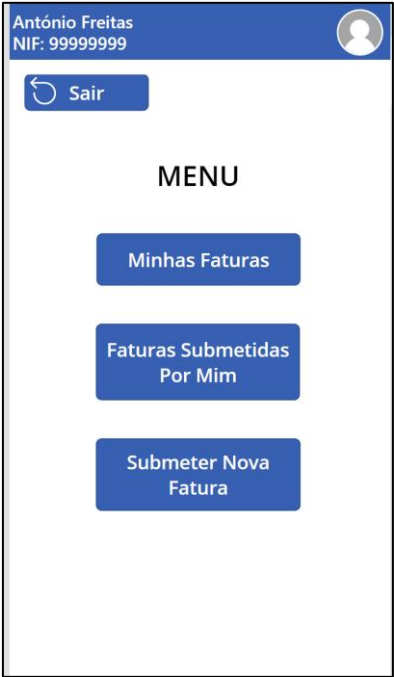 António Freitas
NIF: 99999999
Sair
MENU
Minhas Faturas
Faturas Submetidas
Por Mim
Submeter Nova
Fatura